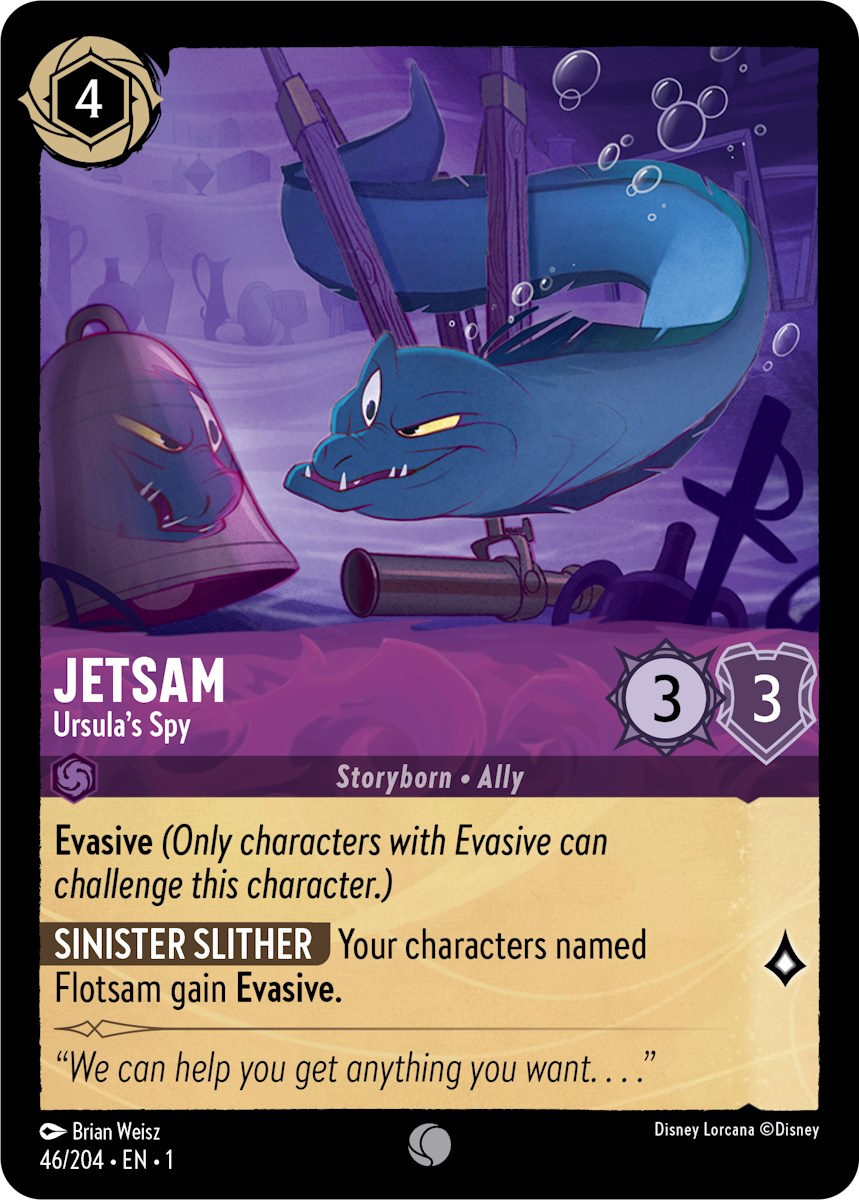 4
JETSAM
Ursula's Spy
3
3
Storyborn • Ally
Evasive (Only characters with Evasive can
challenge this character.)
SINISTER SLITHER Your characters named
Flotsam gain Evasive.
“We can help you get anything you want. . . .”
Brian Weisz
Disney Lorcana ©Disney
46/204 • EN • 1